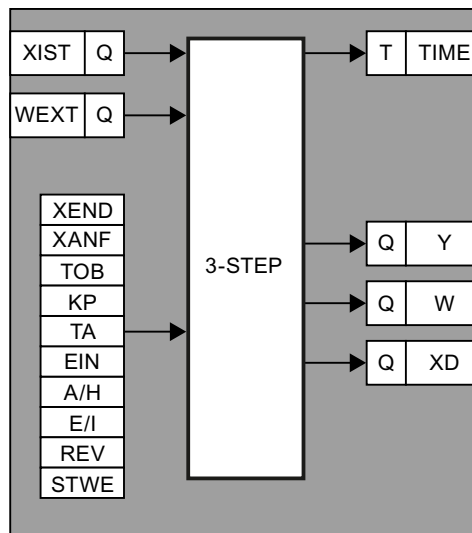 XIST Q
T TIME
WEXT Q
XEND
XANF
TOB
KP
TA
EIN
A/H
E/I
REV
STWE
3-STEP
Q Y
Q W
Q XD